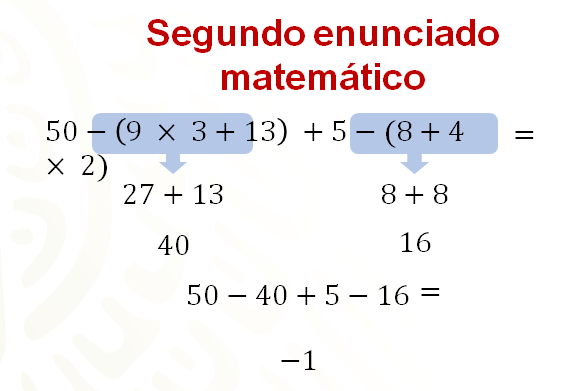 Segundo enunciado
matemático
50 − (9 × 3 + 13) + 5 − (8 + 4 =
× 2)
27 + 13 8 + 8
40 16
50 − 40 + 5 − 16 =
−1